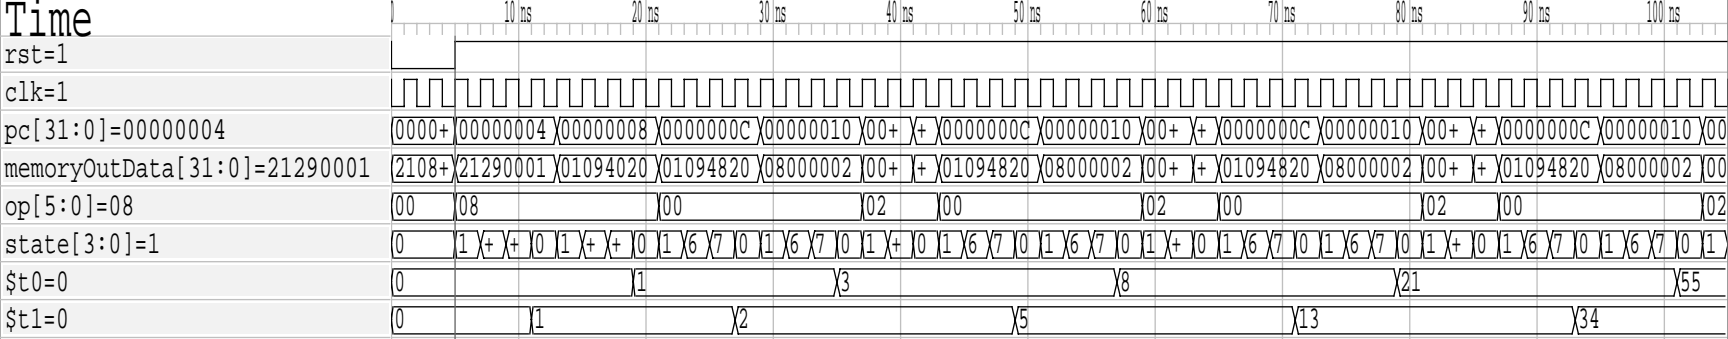 Time 0 10 ns 20 ns 30 ns 40 ns 50 ns 60 ns 70 ns 80 ns 90 ns 100 ns
rst=1
clk=1
pc[31:0]=00000004 0000+ 00000004 00000008 0000000C 00000010 00+ + 0000000C 00000010 00+ + 0000000C 00000010 00+ + 0000000C 00000010 00
memoryOutData[31:0]=21290001 2108+ 21290001 01094020 01094820 08000002 00+ + 01094820 08000002 00+ + 01094820 08000002 00+ + 01094820 08000002 00
op[5:0]=08 00 08 00 02 00 02 00 02 00 02
state[3:0]=1 0 1 + + 0 1 + + 0 1 6 7 0 1 6 7 0 1 + 0 1 6 7 0 1 6 7 0 1 + 0 1 6 7 0 1 6 7 0 1 + 0 1 6 7 0 1 6 7 0 1
$t0=0 0 1 3 8 21 55
$t1=0 0 1 2 5 13 34